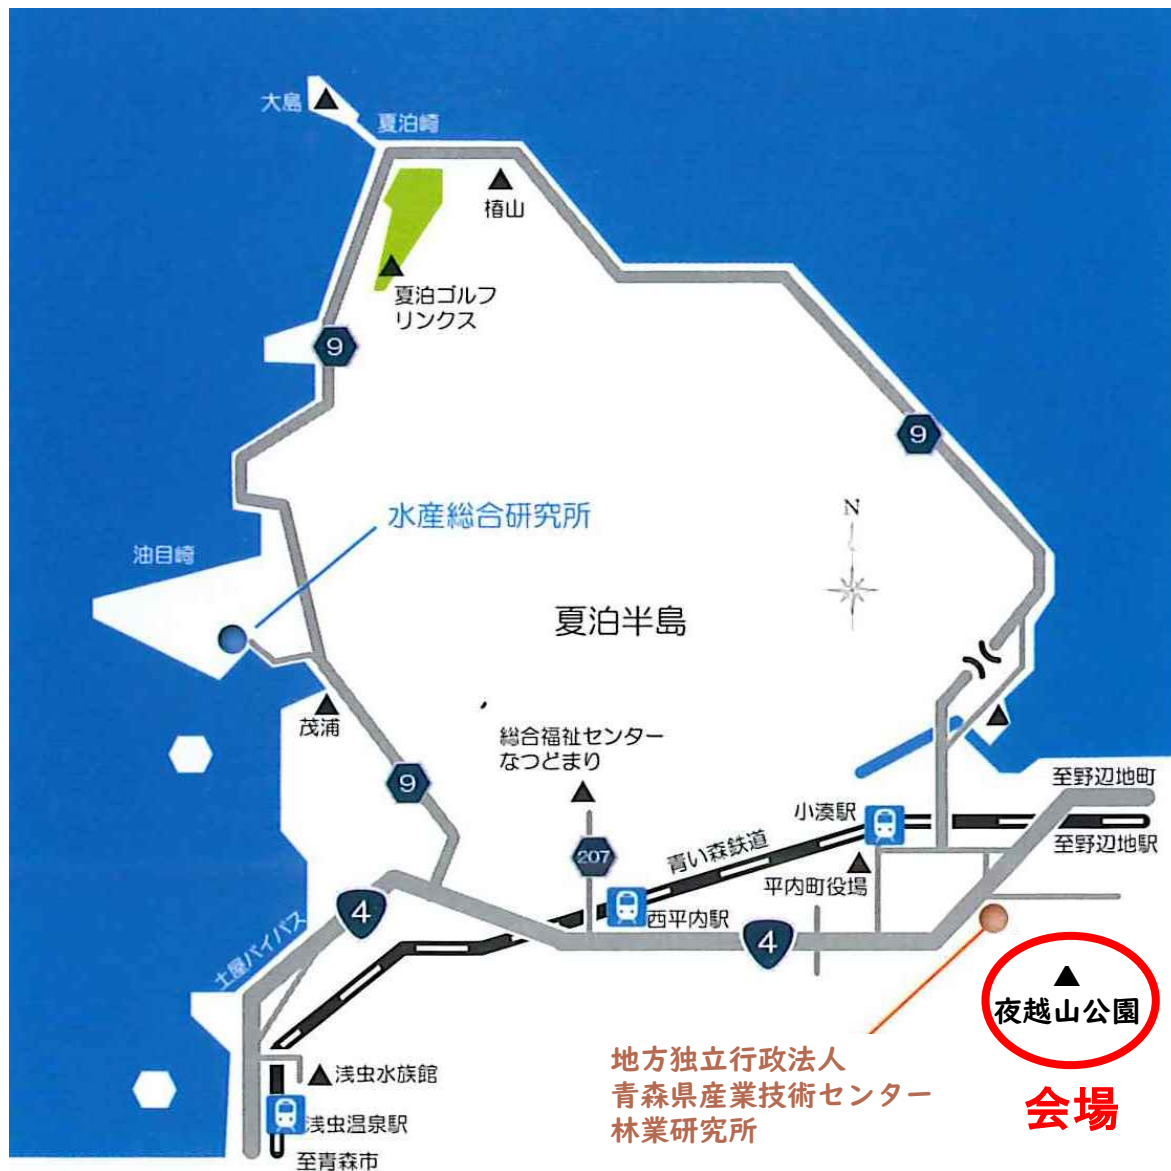 大島
夏泊崎
椿山
夏泊ゴルフ
リンクス
9
9
水産総合研究所
油目崎
N
夏泊半島
茂浦
総合福祉センター
なつどまり
9
至野辺地町
小湊駅
青い森鉄道
至野辺地駅
207
平内町役場
西平内駅
4
4
土屋バイパス
夜越山公園
地方独立行政法人
青森県産業技術センター
林業研究所
会場
浅虫水族館
浅虫温泉駅
至青森市